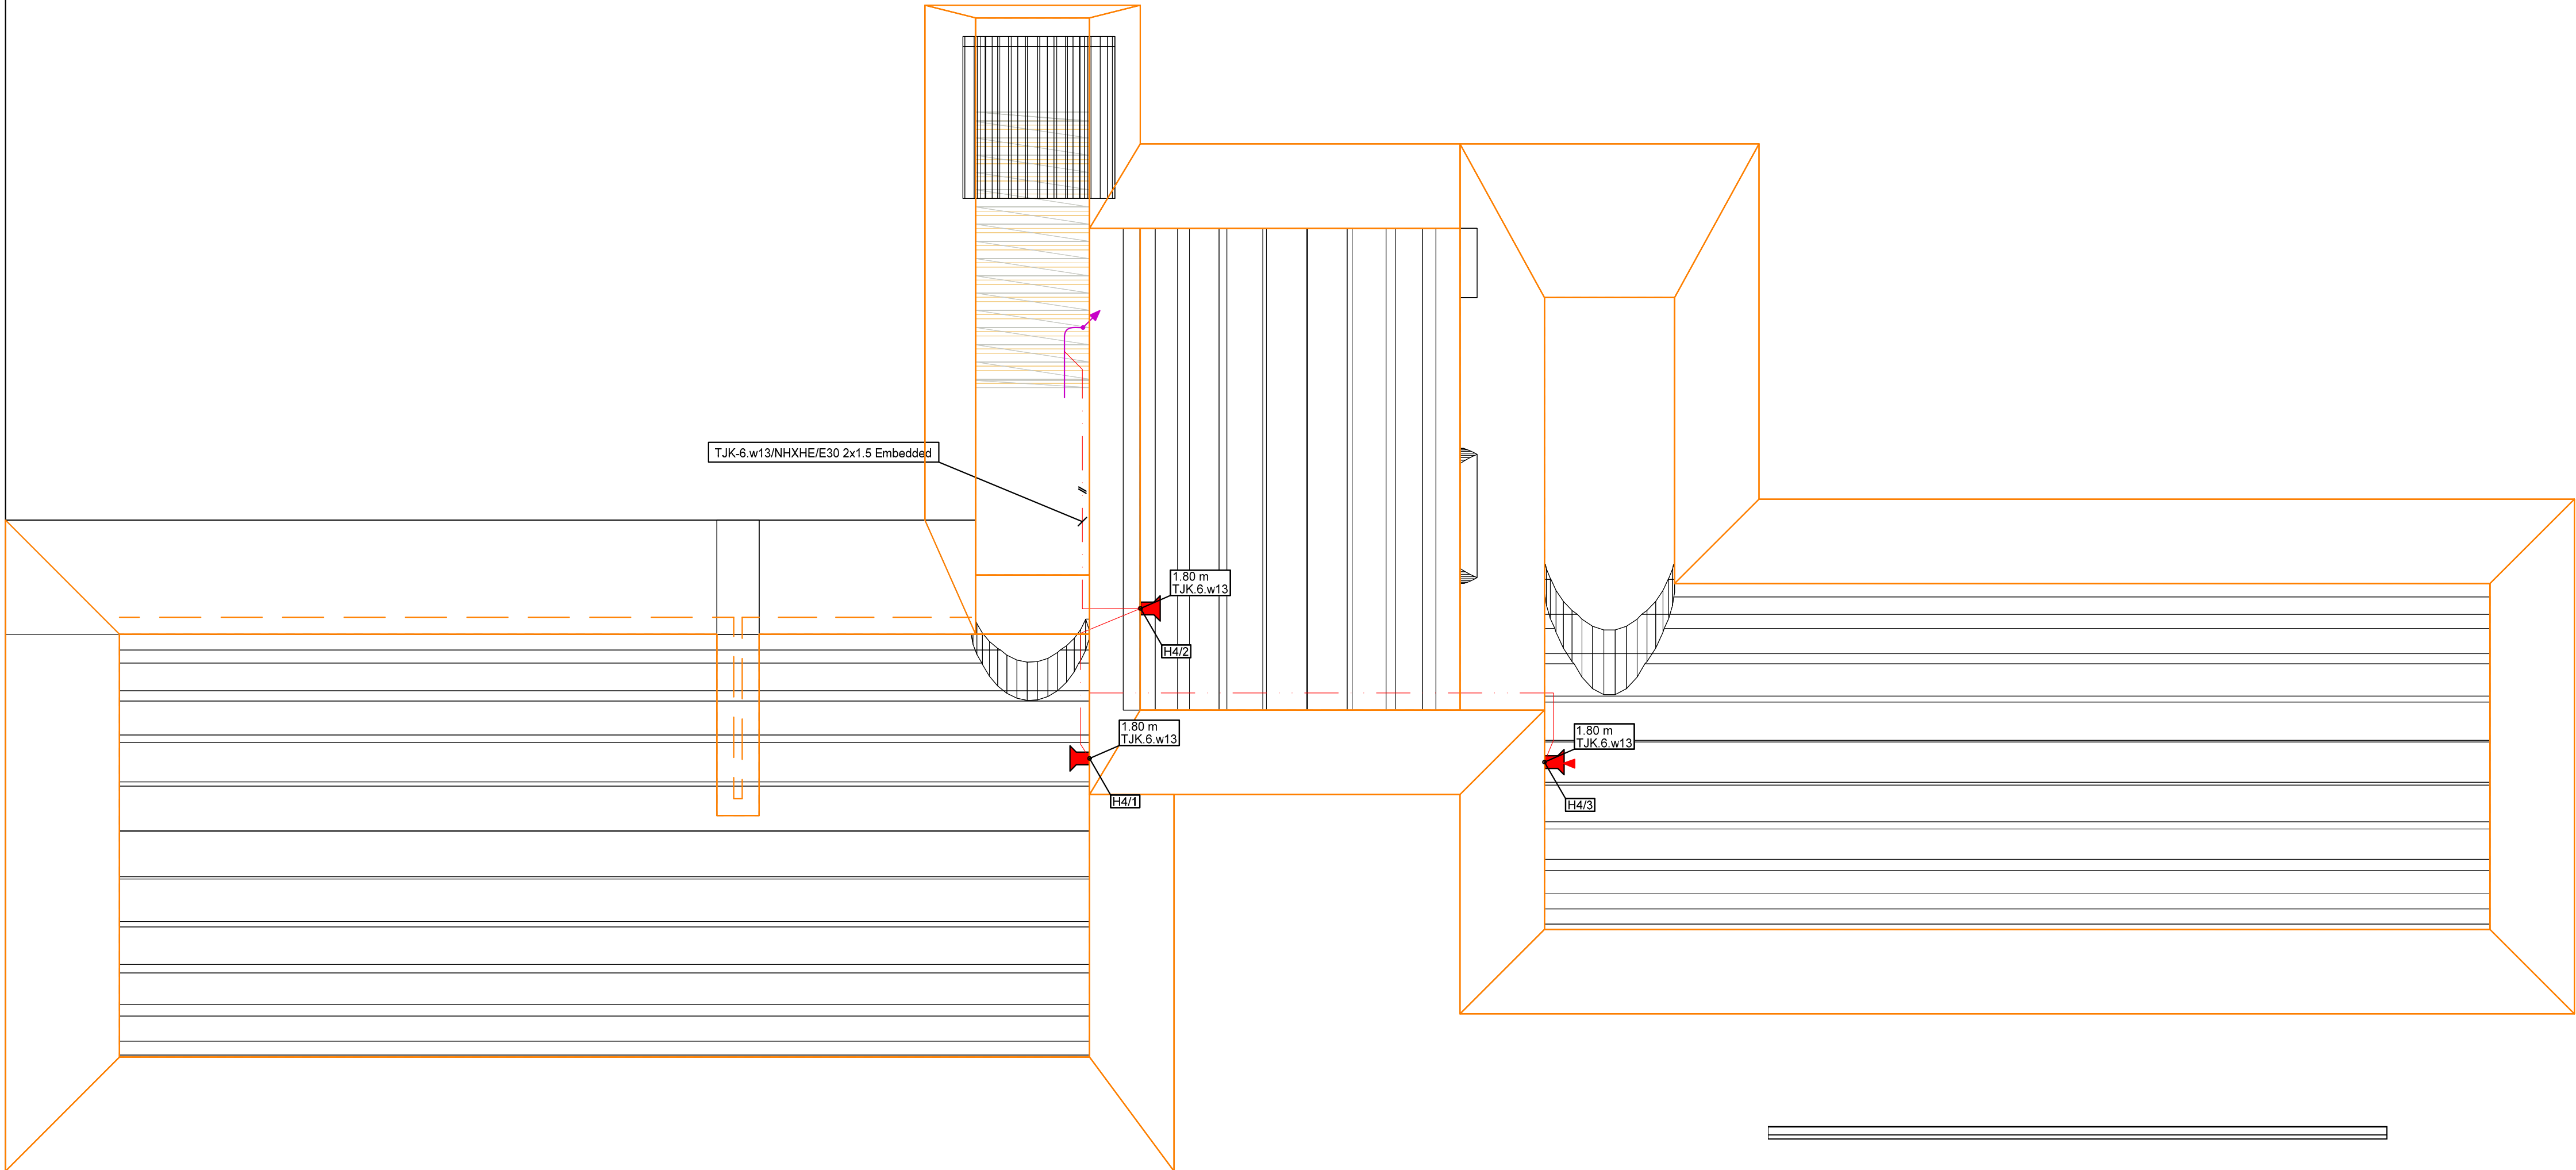 TJK-6.w13/NHXHE/E30 2x1.5 Embedded
1.80 m
TJK.6.w13
H4/2
1.80 m
TJK.6.w13
H4/1
1.80 m
TJK.6.w13
H4/3